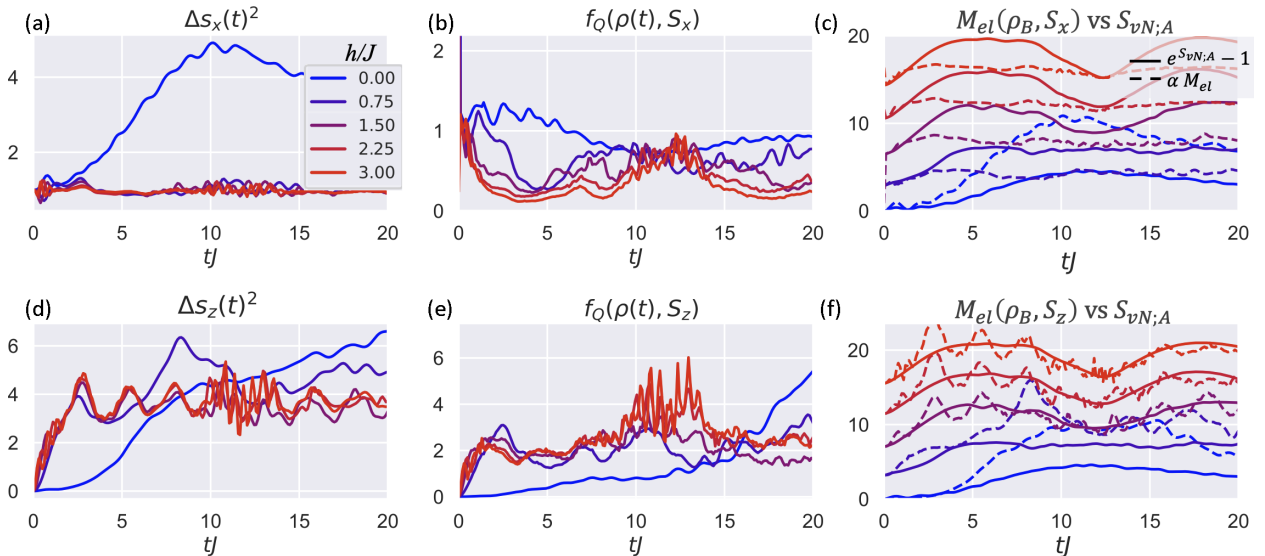 (a) Δsₓ(t)²
(b) f_Q(ρ(t), Sₓ)
(c) M_el(ρ_B, Sₓ) vs S_vN;A
4
2
0 5 10 15 20
tJ
h/J
0.00
0.75
1.50
2.25
3.00
2
1
0
0 5 10 15 20
tJ
20
10
0
0 5 10 15 20
tJ
e^{S_vN;A} − 1
α M_el
(d) Δs_z(t)²
(e) f_Q(ρ(t), S_z)
M_el(ρ_B, S_z) vs S_vN;A (f)
6
4
2
0
0 5 10 15 20
tJ
6
4
2
0
0 5 10 15 20
tJ
20
10
0
0 5 10 15 20
tJ